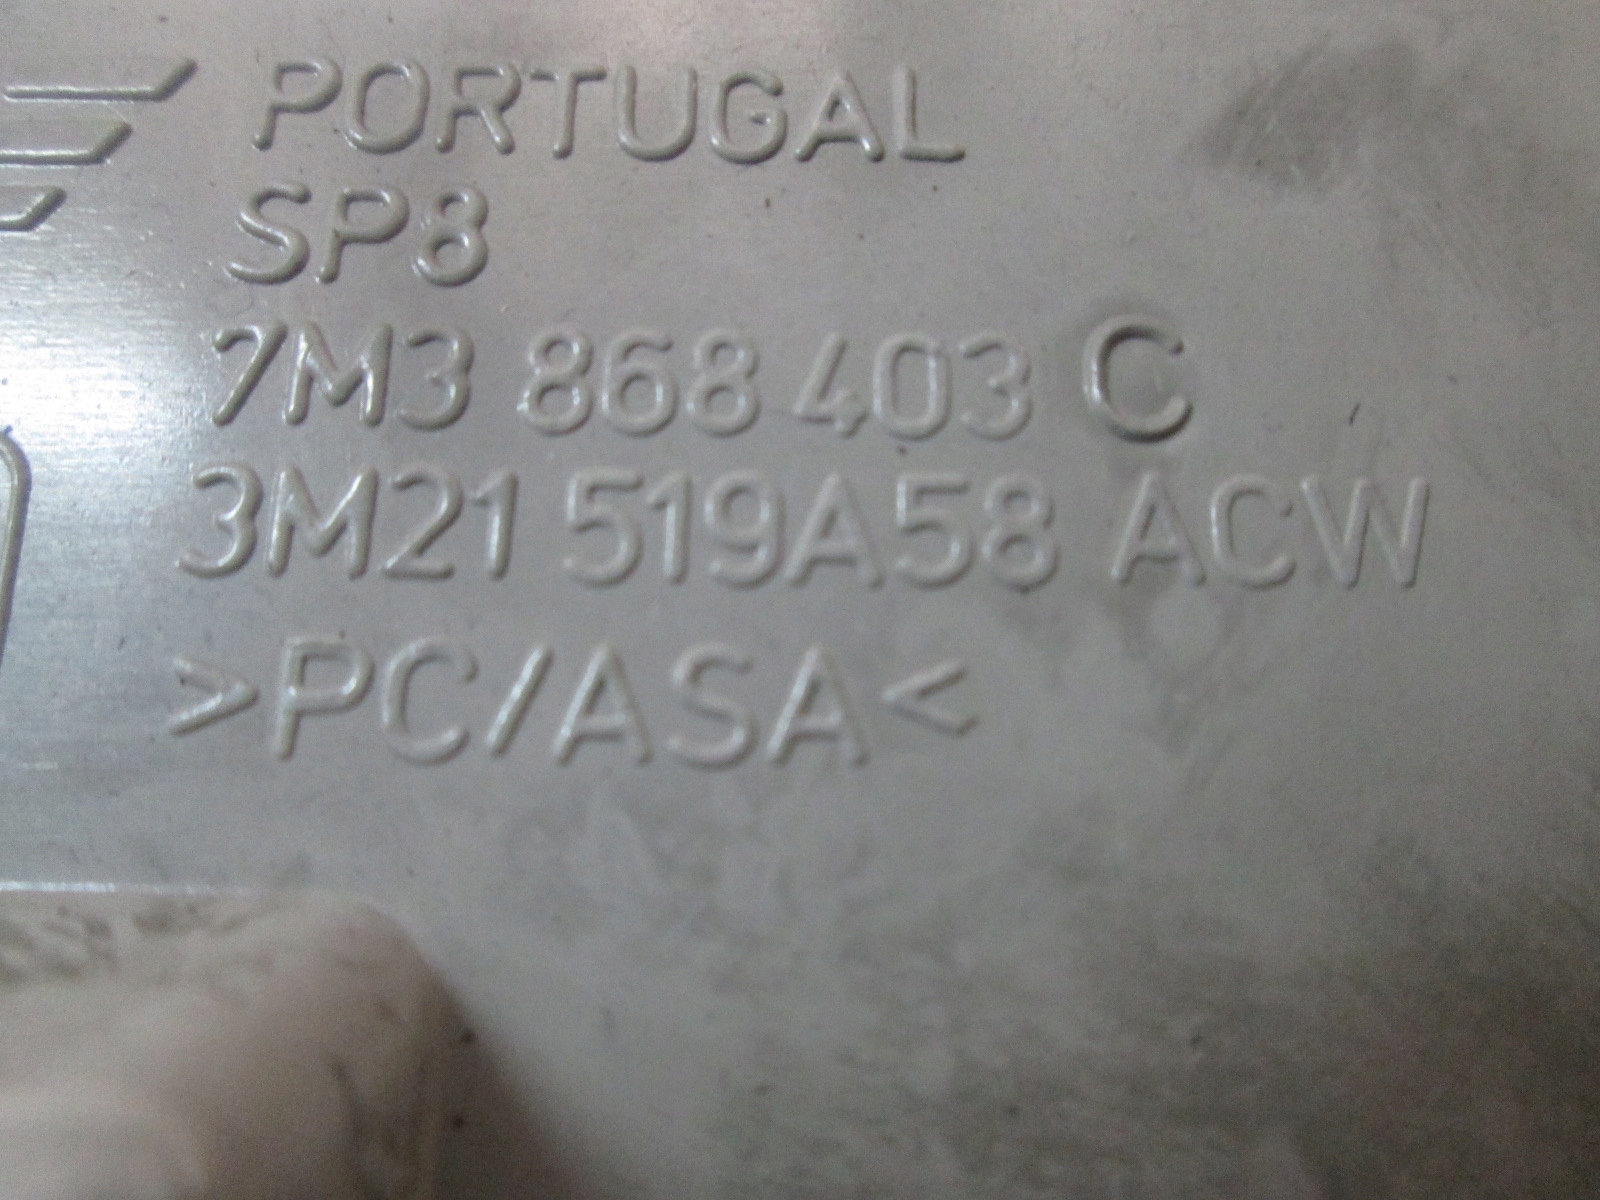 PORTUGAL
SP8
7M3 868 403 C
3M21 519A58 ACW
>PC/ASA<